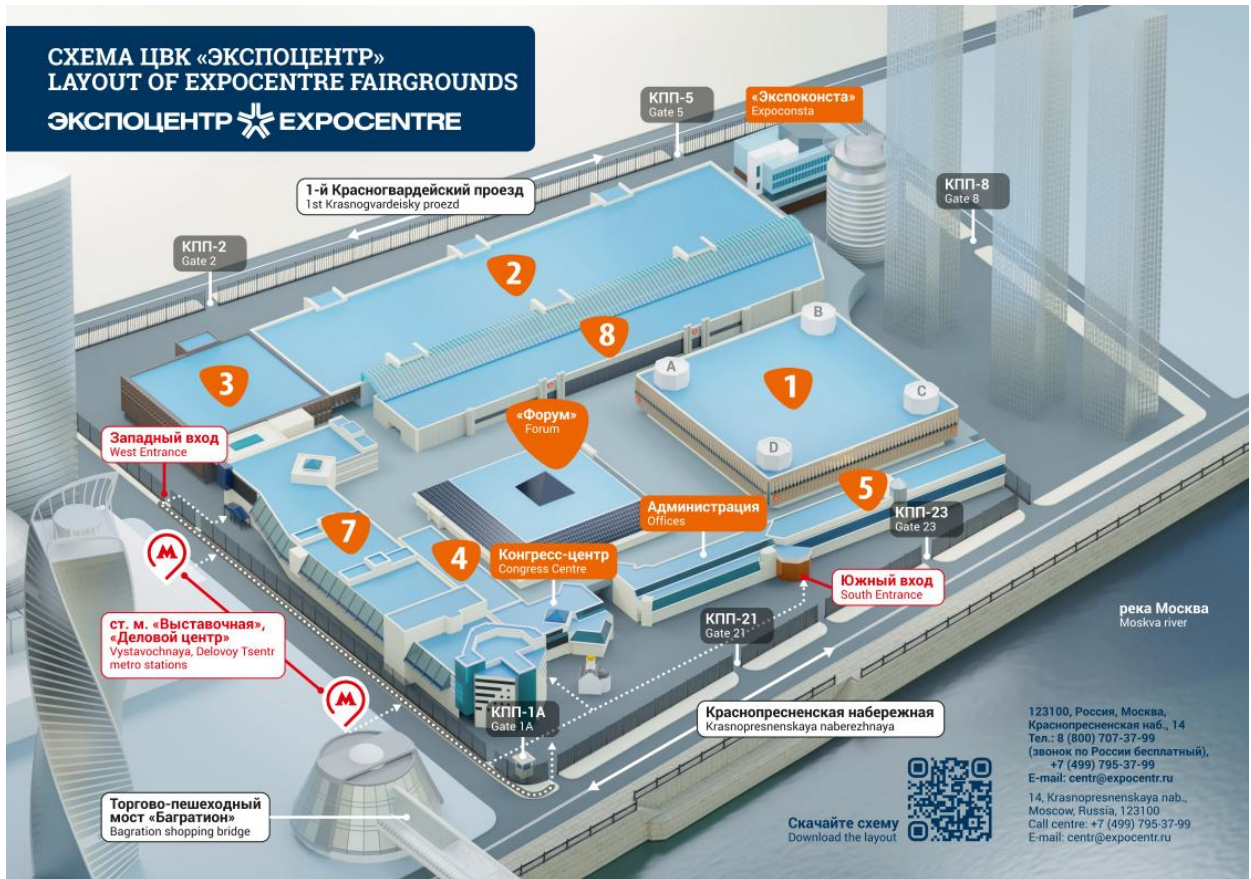 СХЕМА ЦВК «ЭКСПОЦЕНТР»
LAYOUT OF EXPOCENTRE FAIRGROUNDS
ЭКСПОЦЕНТР EXPOCENTRE
КПП-5
Gate 5
«Экспоконста»
Expoconsta
1-й Красногвардейский проезд
1st Krasnogvardeisky proezd
КПП-8
Gate 8
КПП-2
Gate 2
2
8
B
A
3
1
C
«Форум»
Forum
Западный вход
West Entrance
D
5
Администрация
Offices
КПП-23
Gate 23
7
4
Конгресс-центр
Congress Centre
Южный вход
South Entrance
М
ст. м. «Выставочная»,
«Деловой центр»
Vystavochnaya, Delovoy Tsentr
metro stations
река Москва
Moskva river
КПП-21
Gate 21
М
КПП-1А
Gate 1A
Краснопресненская набережная
Krasnopresnenskaya naberezhnaya
Торгово-пешеходный
мост «Багратион»
Bagration shopping bridge
Скачайте схему
Download the layout
123100, Россия, Москва,
Краснопресненская наб., 14
Тел.: 8 (800) 707-37-99
(звонок по России бесплатный),
+7 (499) 795-37-99
E-mail: centr@expocentr.ru
14, Krasnopresnenskaya nab.,
Moscow, Russia, 123100
Call centre: +7 (499) 795-37-99
E-mail: centr@expocentr.ru